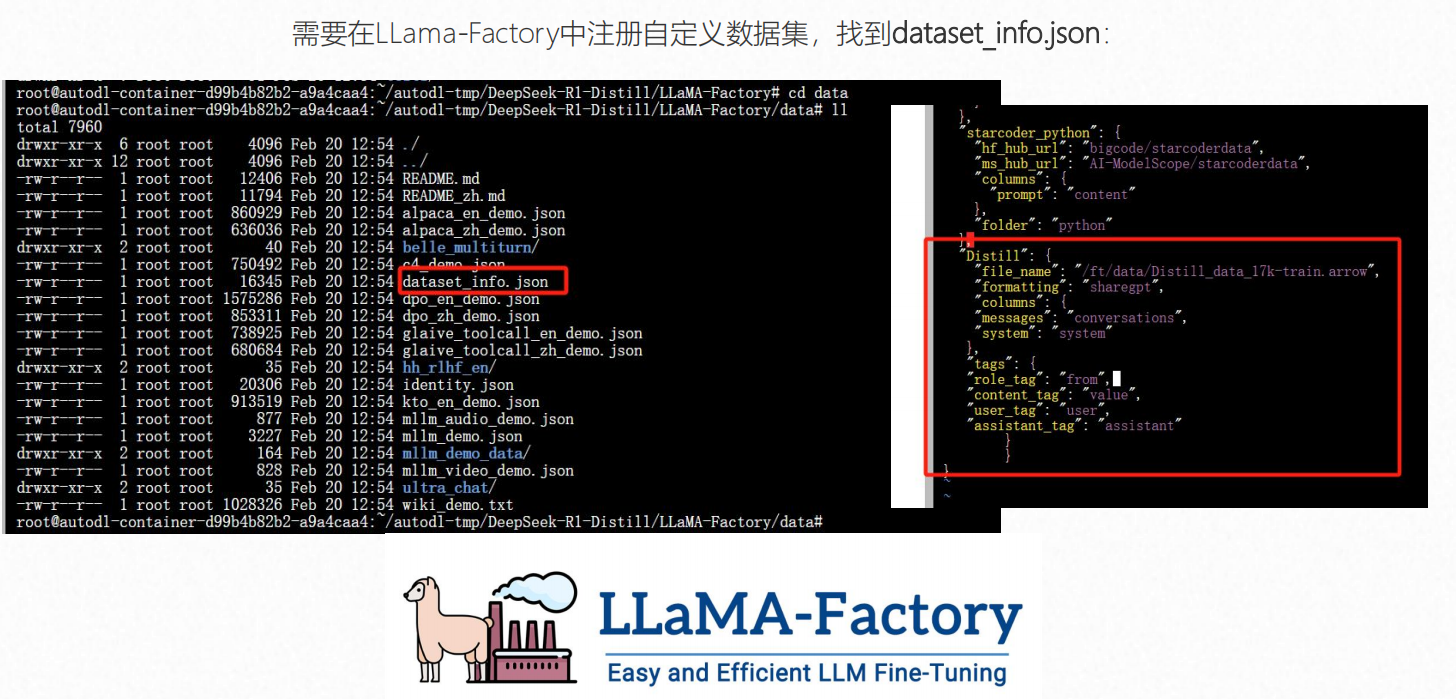 需要在LLama-Factory中注册自定义数据集，找到dataset_info.json：
root@autodl-container-d99b4b82b2-a9a4caa4:~/autodl-tmp/DeepSeek-R1-Distill/LLaMA-Factory# cd data
root@autodl-container-d99b4b82b2-a9a4caa4:~/autodl-tmp/DeepSeek-R1-Distill/LLaMA-Factory/data# ll
total 7960
drwxr-xr-x 6 root root 4096 Feb 20 12:54 ./
drwxr-xr-x 12 root root 4096 Feb 20 12:54 ../
-rw-r--r-- 1 root root 12406 Feb 20 12:54 README.md
-rw-r--r-- 1 root root 11794 Feb 20 12:54 README_zh.md
-rw-r--r-- 1 root root 860929 Feb 20 12:54 alpaca_en_demo.json
-rw-r--r-- 1 root root 636036 Feb 20 12:54 alpaca_zh_demo.json
drwxr-xr-x 2 root root 40 Feb 20 12:54 belle_multiturn/
-rw-r--r-- 1 root root 750492 Feb 20 12:54 c4_demo.json
-rw-r--r-- 1 root root 16345 Feb 20 12:54 dataset_info.json
-rw-r--r-- 1 root root 1575286 Feb 20 12:54 dpo_en_demo.json
-rw-r--r-- 1 root root 853311 Feb 20 12:54 dpo_zh_demo.json
-rw-r--r-- 1 root root 738925 Feb 20 12:54 glaive_toolcall_en_demo.json
-rw-r--r-- 1 root root 680684 Feb 20 12:54 glaive_toolcall_zh_demo.json
drwxr-xr-x 2 root root 35 Feb 20 12:54 hh_rlhf_en/
-rw-r--r-- 1 root root 20306 Feb 20 12:54 identity.json
-rw-r--r-- 1 root root 913519 Feb 20 12:54 kto_en_demo.json
-rw-r--r-- 1 root root 877 Feb 20 12:54 mllm_audio_demo.json
-rw-r--r-- 1 root root 3227 Feb 20 12:54 mllm_demo.json
drwxr-xr-x 2 root root 164 Feb 20 12:54 mllm_demo_data/
-rw-r--r-- 1 root root 828 Feb 20 12:54 mllm_video_demo.json
drwxr-xr-x 2 root root 35 Feb 20 12:54 ultra_chat/
-rw-r--r-- 1 root root 1028326 Feb 20 12:54 wiki_demo.txt
root@autodl-container-d99b4b82b2-a9a4caa4:~/autodl-tmp/DeepSeek-R1-Distill/LLaMA-Factory/data#
},
"starcoder_python": {
"hf_hub_url": "bigcode/starcoderdata",
"ms_hub_url": "AI-ModelScope/starcoderdata",
"columns": {
"prompt": "content"
},
"folder": "python"
},
"Distill": {
"file_name": "/ft/data/Distill_data_17k-train.arrow",
"formatting": "sharegpt",
"columns": {
"messages": "conversations",
"system": "system"
},
"tags": {
"role_tag": "from",
"content_tag": "value",
"user_tag": "user",
"assistant_tag": "assistant"
}
}
}
~
~
LLaMA-Factory
Easy and Efficient LLM Fine-Tuning